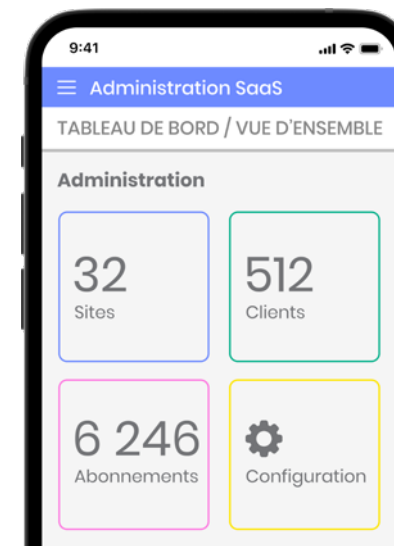 9:41
Administration SaaS
TABLEAU DE BORD / VUE D'ENSEMBLE
Administration
32
Sites
512
Clients
6 246
Abonnements
Configuration